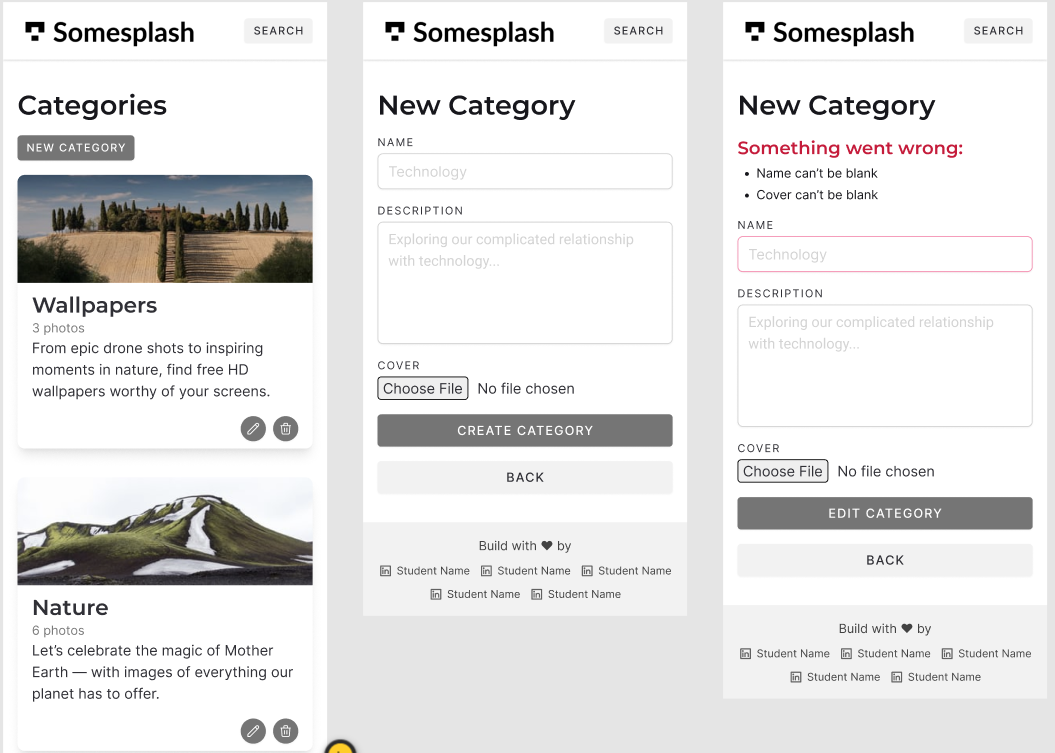 Somesplash
SEARCH
Categories
NEW CATEGORY
Wallpapers
3 photos
From epic drone shots to inspiring
moments in nature, find free HD
wallpapers worthy of your screens.
Nature
6 photos
Let’s celebrate the magic of Mother
Earth — with images of everything our
planet has to offer.
Somesplash
SEARCH
New Category
NAME
Technology
DESCRIPTION
Exploring our complicated relationship
with technology...
COVER
Choose File No file chosen
CREATE CATEGORY
BACK
Build with ♥ by
Student Name Student Name Student Name
Student Name Student Name
Somesplash
SEARCH
New Category
Something went wrong:
• Name can’t be blank
• Cover can’t be blank
NAME
Technology
DESCRIPTION
Exploring our complicated relationship
with technology...
COVER
Choose File No file chosen
EDIT CATEGORY
BACK
Build with ♥ by
Student Name Student Name Student Name
Student Name Student Name